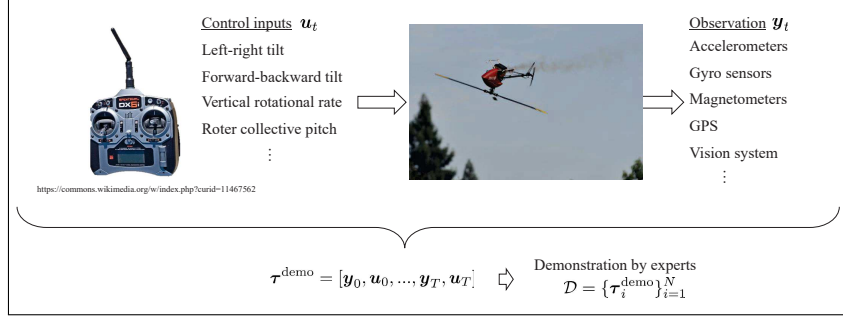 Control inputs u_t
Left-right tilt
Forward-backward tilt
Vertical rotational rate
Roter collective pitch
⋮
DX6i
https://commons.wikimedia.org/w/index.php?curid=11467562
Observation y_t
Accelerometers
Gyro sensors
Magnetometers
GPS
Vision system
⋮
τ^demo = [y_0, u_0, ..., y_T, u_T]
Demonstration by experts
D = {τ_i^demo}_{i=1}^N